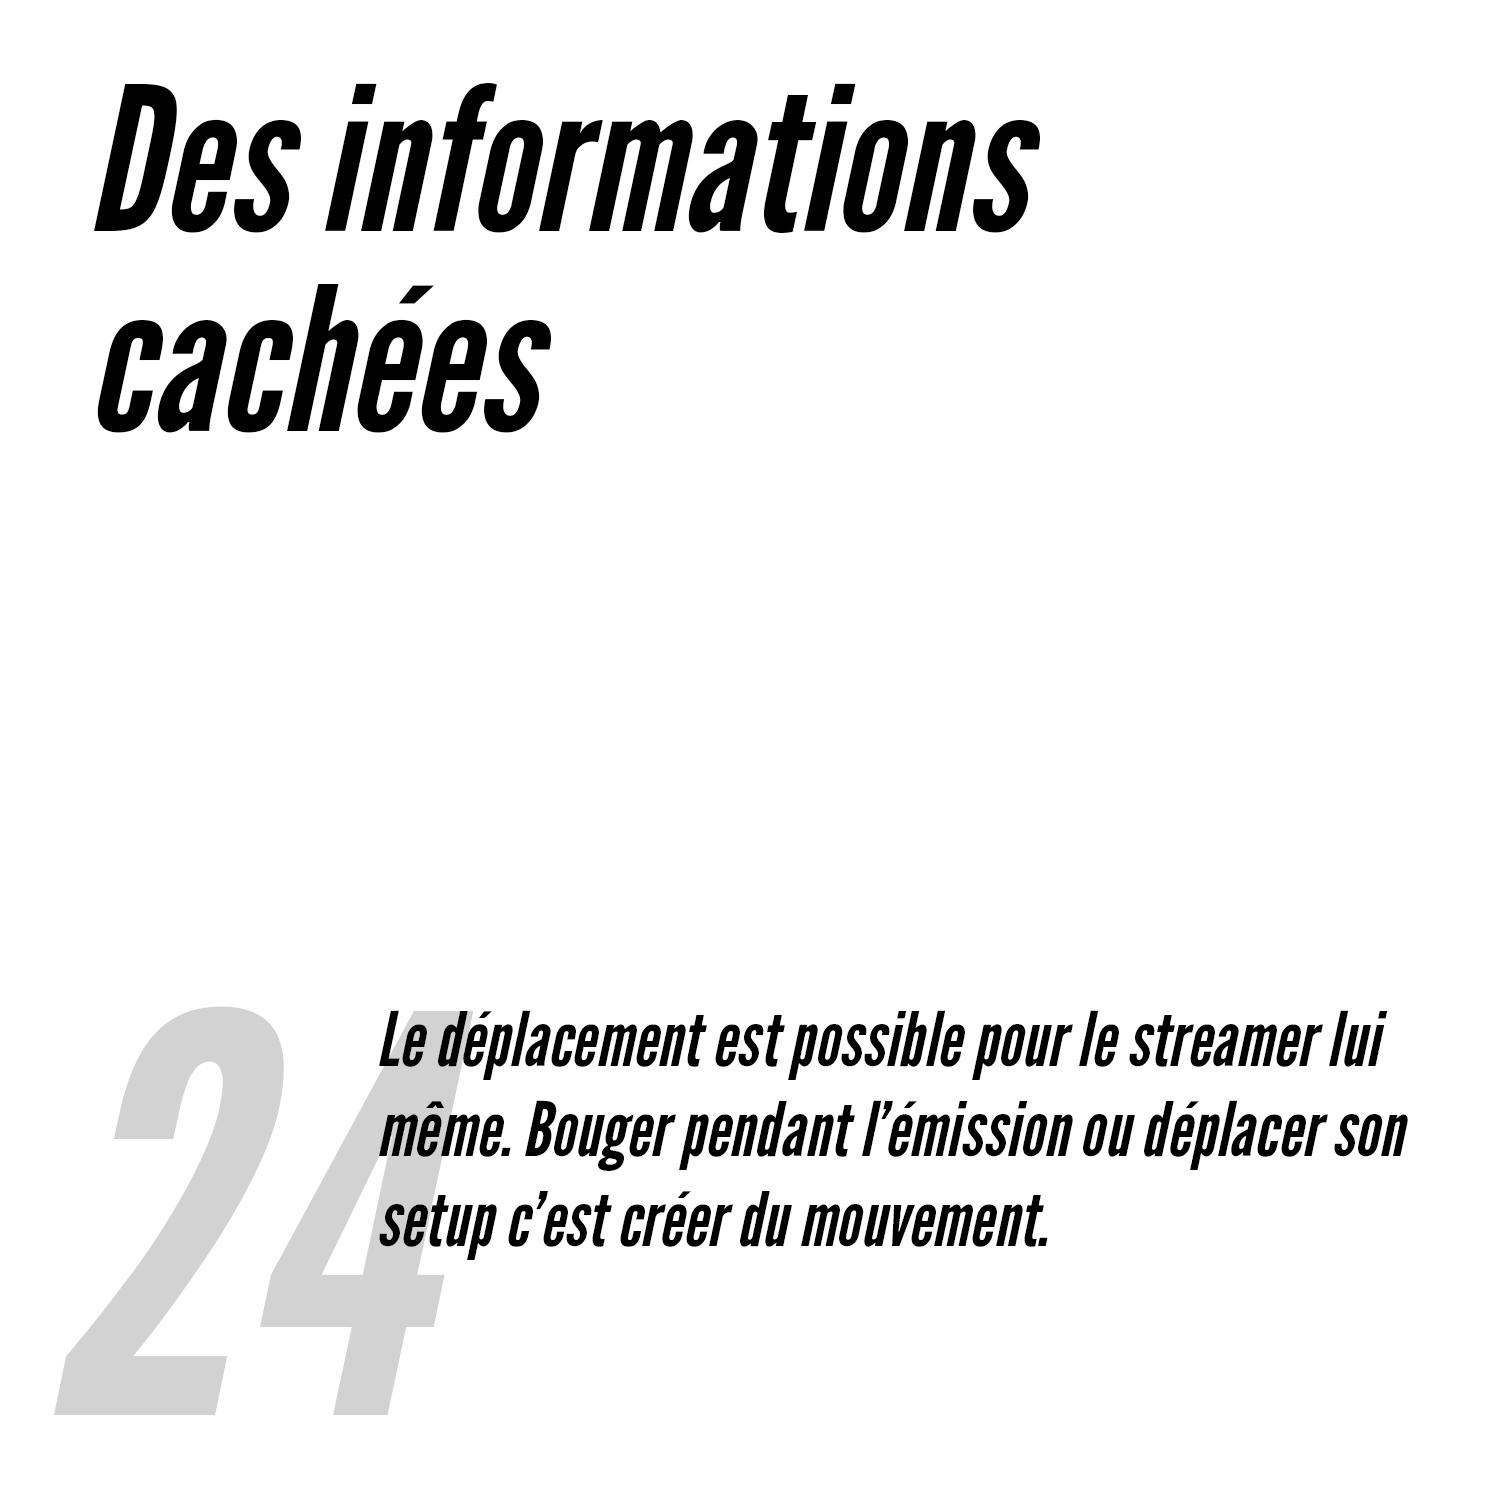 Des informations
cachées
24
Le déplacement est possible pour le streamer lui
même. Bouger pendant l’émission ou déplacer son
setup c’est créer du mouvement.